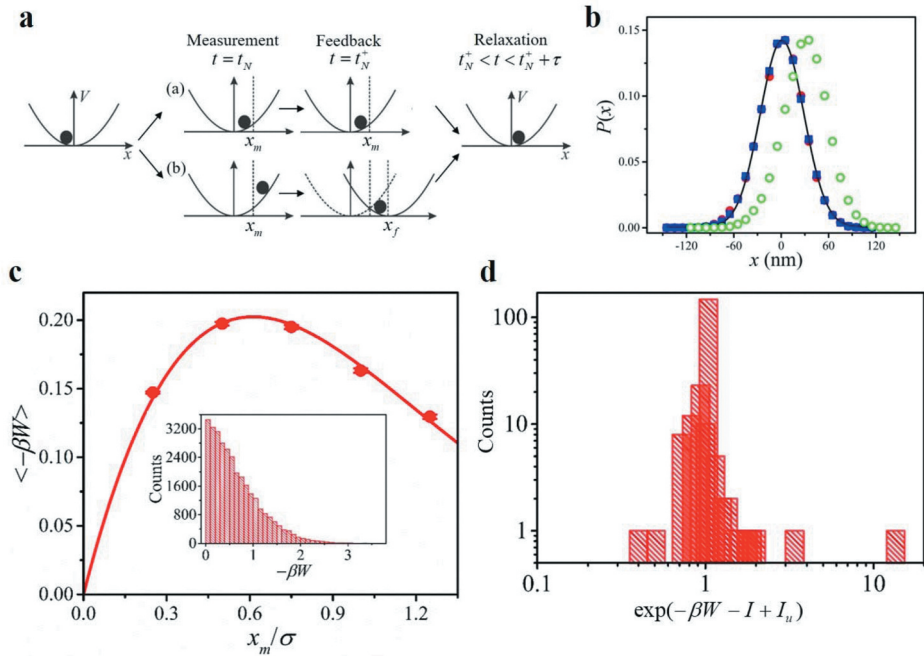 a
Measurement
t = t_N
Feedback
t = t_N^+
Relaxation
t_N^+ < t < t_N^+ + τ
V
x
(a)
x_m
x_m
V
x
(b)
x_m
x_f
b
P(x)
0.15
0.10
0.05
0.00
-120 -60 0 60 120
x (nm)
c
<-βW>
0.20
0.15
0.10
0.05
0.00
0.0 0.3 0.6 0.9 1.2
x_m/σ
Counts
3200
2400
1600
800
0
0 1 2 3
-βW
d
Counts
100
10
1
0.1 1 10
exp(-βW - I + I_u)